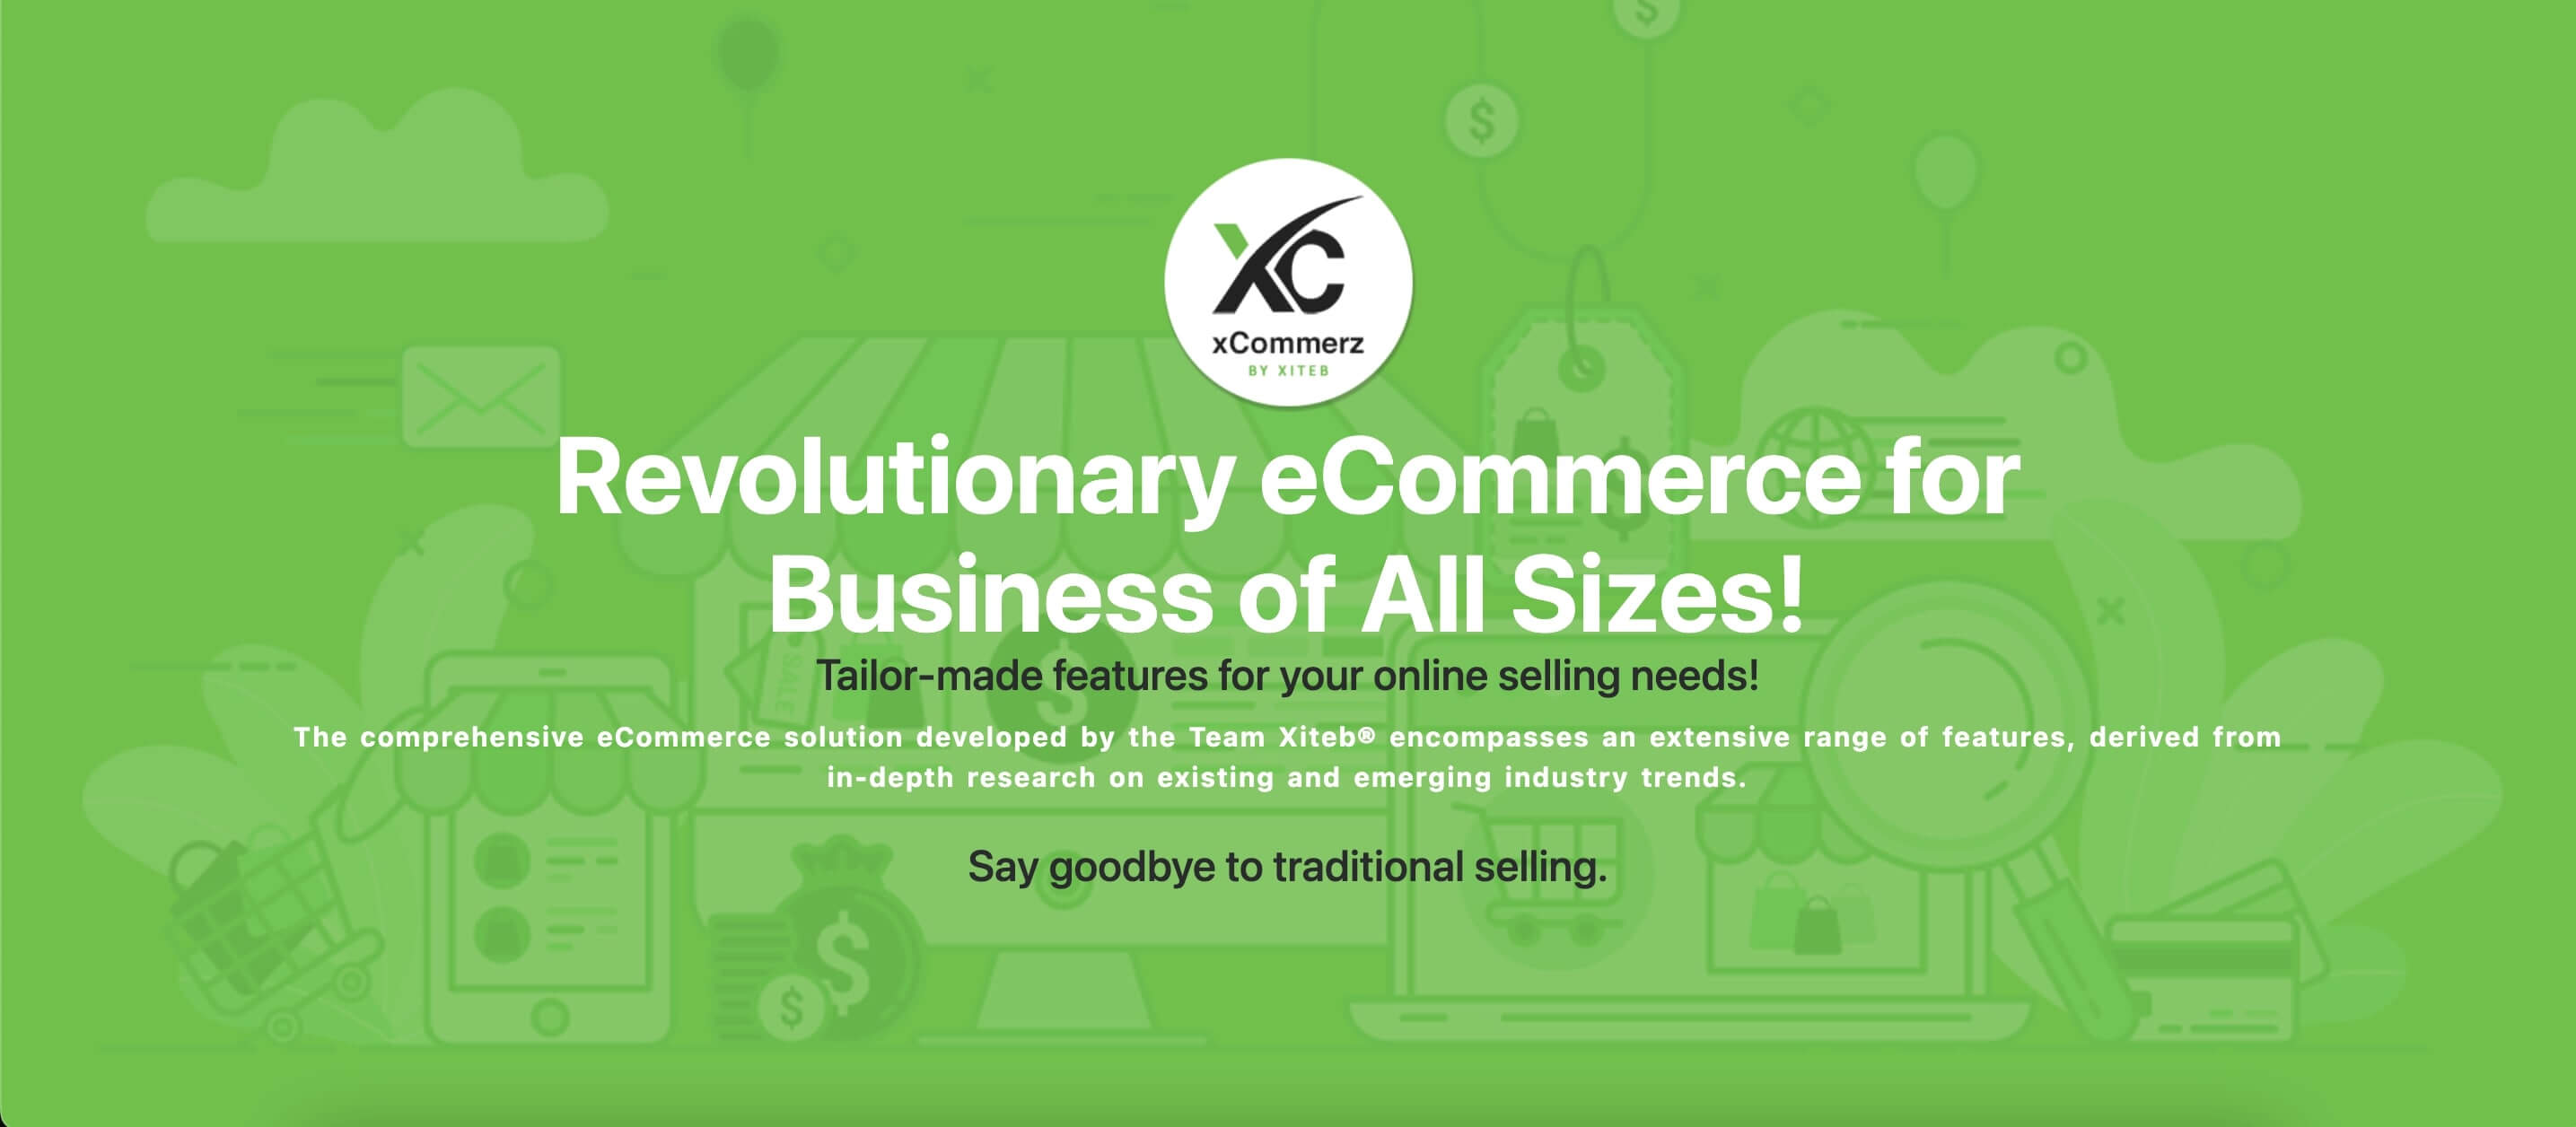 $
$
XC
xCommerz
BY XITEB
Revolutionary eCommerce for
Business of All Sizes!
Tailor-made features for your online selling needs!
SALE
$
The comprehensive eCommerce solution developed by the Team Xiteb® encompasses an extensive range of features, derived from
in-depth research on existing and emerging industry trends.
Say goodbye to traditional selling.
$
$